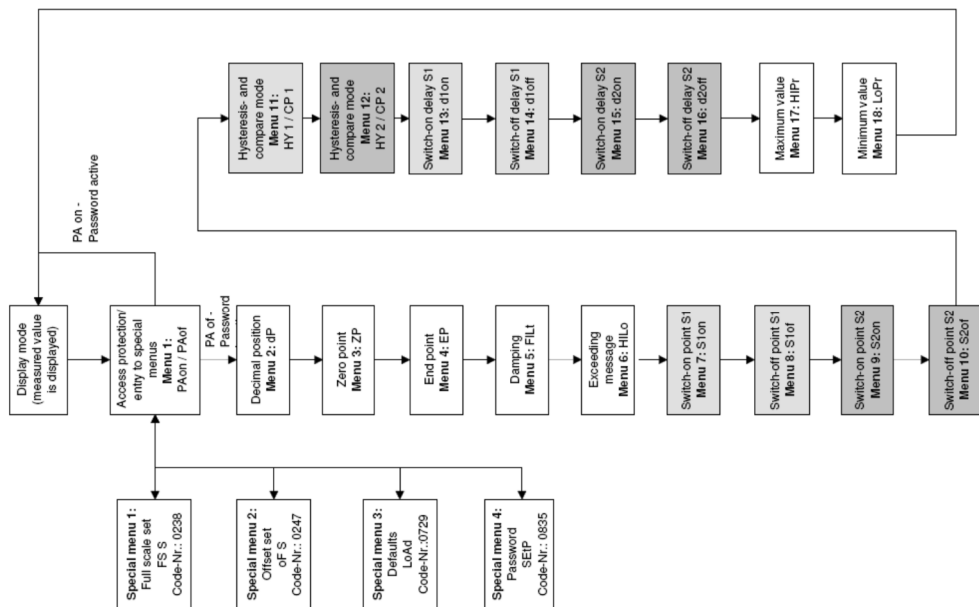 Display mode
(measured value
is displayed)
PA on -
Password active
Access protection/
entry to special
menus
Menu 1:
PAon / PAof
PA of -
Password
Decimal position
Menu 2: dP
Zero point
Menu 3: ZP
End point
Menu 4: EP
Damping
Menu 5: FILt
Exceeding
message
Menu 6: HILo
Switch-on point S1
Menu 7: S1on
Switch-off point S1
Menu 8: S1of
Switch-on point S2
Menu 9: S2on
Switch-off point S2
Menu 10: S2of
Hysteresis- and
compare mode
Menu 11:
HY 1 / CP 1
Hysteresis- and
compare mode
Menu 12:
HY 2 / CP 2
Switch-on delay S1
Menu 13: d1on
Switch-off delay S1
Menu 14: d1off
Switch-on delay S2
Menu 15: d2on
Switch-off delay S2
Menu 16: d2off
Maximum value
Menu 17: HIPr
Minimum value
Menu 18: LoPr
Special menu 1:
Full scale set
FS S
Code-Nr.: 0238
Special menu 2:
Offset set
oF S
Code-Nr.: 0247
Special menu 3:
Defaults
LoAd
Code-Nr.:0729
Special menu 4:
Password
SEtP
Code-Nr.: 0835